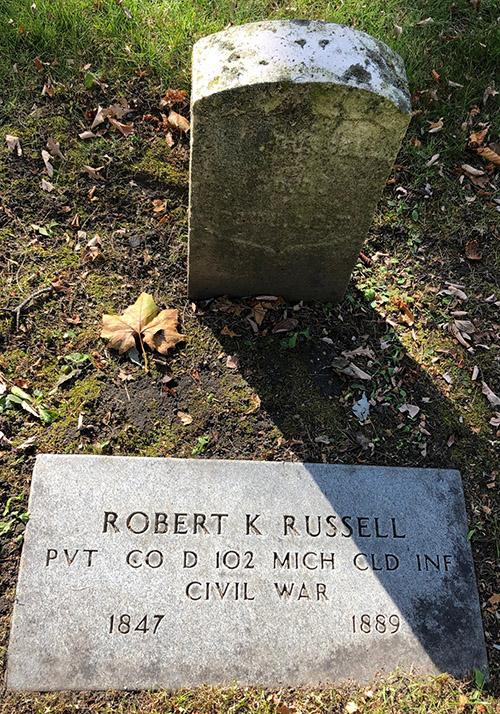 ROBERT K RUSSELL
PVT CO D 102 MICH CLD INF
CIVIL WAR
1847 1889